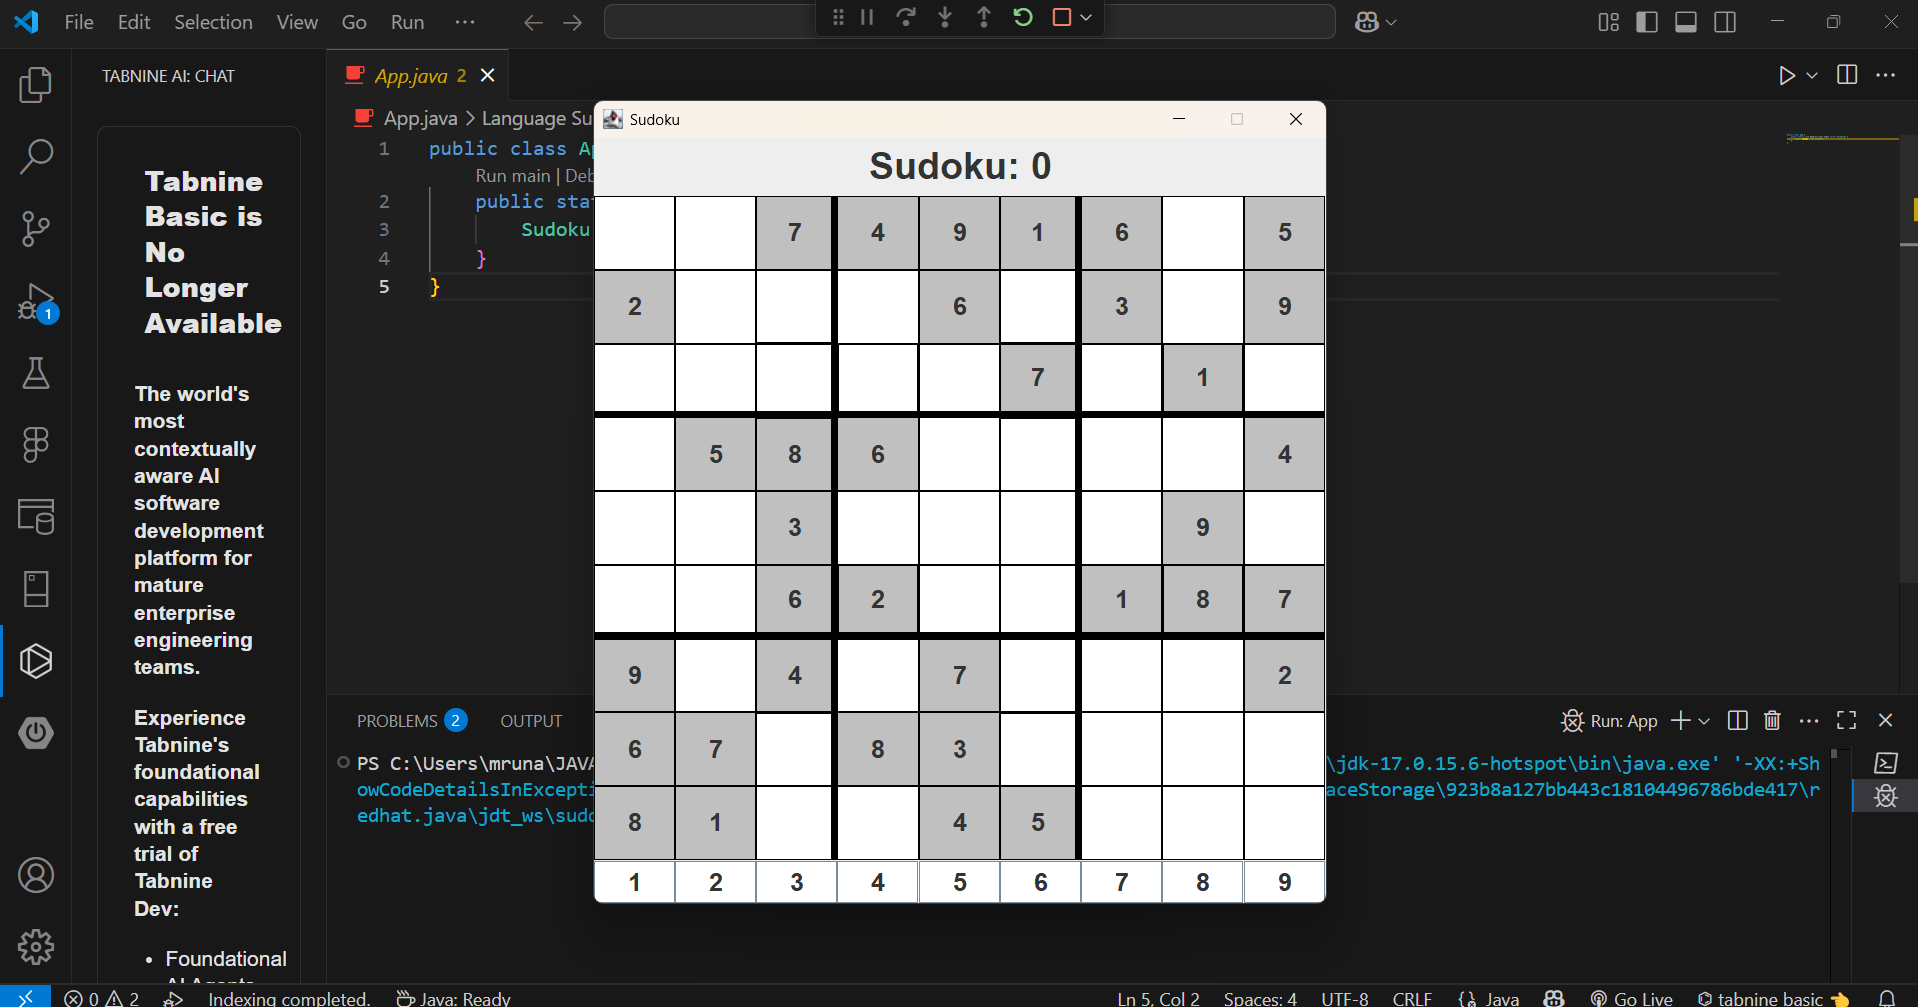 File Edit Selection View Go Run ...
TABNINE AI: CHAT
App.java 2
App.java > Language Su
Tabnine
Basic is
No
Longer
Available
The world's
most
contextually
aware AI
software
development
platform for
mature
enterprise
engineering
teams.
Experience
Tabnine's
foundational
capabilities
with a free
trial of
Tabnine
Dev:
• Foundational
1 public class A
Run main | Deb
2 public sta
3 Sudoku
4 }
5 }
Sudoku
Sudoku: 0
7 4 9 1 6 5
2 6 3 9
7 1
5 8 6 4
3 9
6 2 1 8 7
9 4 7 2
6 7 8 3
8 1 4 5
1 2 3 4 5 6 7 8 9
1
PROBLEMS 2 OUTPUT
Run: App
PS C:\Users\mruna\JAVA \jdk-17.0.15.6-hotspot\bin\java.exe' '-XX:+Sh
owCodeDetailsInExcepti aceStorage\923b8a127bb443c18104496786bde417\r
edhat.java\jdt_ws\sudo
0 2 Indexing completed. Java: Ready Ln 5, Col 2 Spaces: 4 UTF-8 CRLF {} Java Go Live tabnine basic